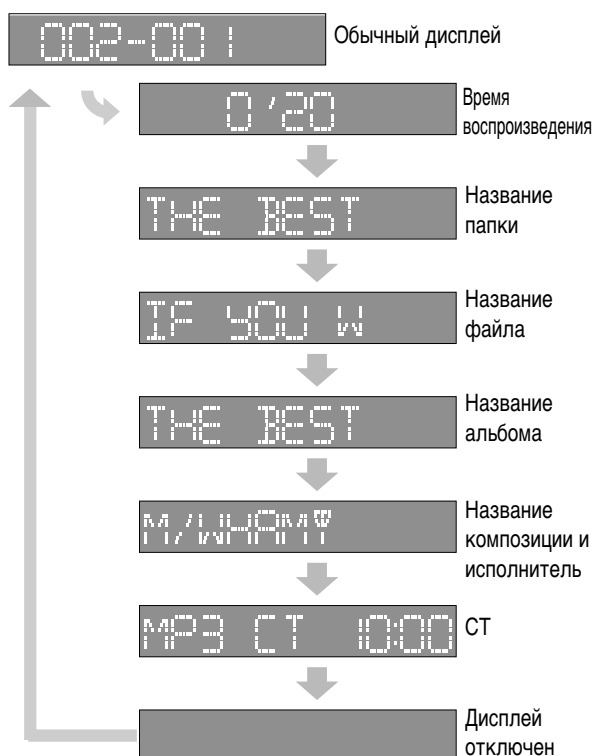 002-001
Обычный дисплей
0 '20
Время
воспроизведения
THE BEST
Название
папки
IF YOU W
Название
файла
THE BEST
Название
альбома
M/WHAM
Название
композиции и
исполнитель
MP3 CT 10:00
CT
Дисплей
отключен